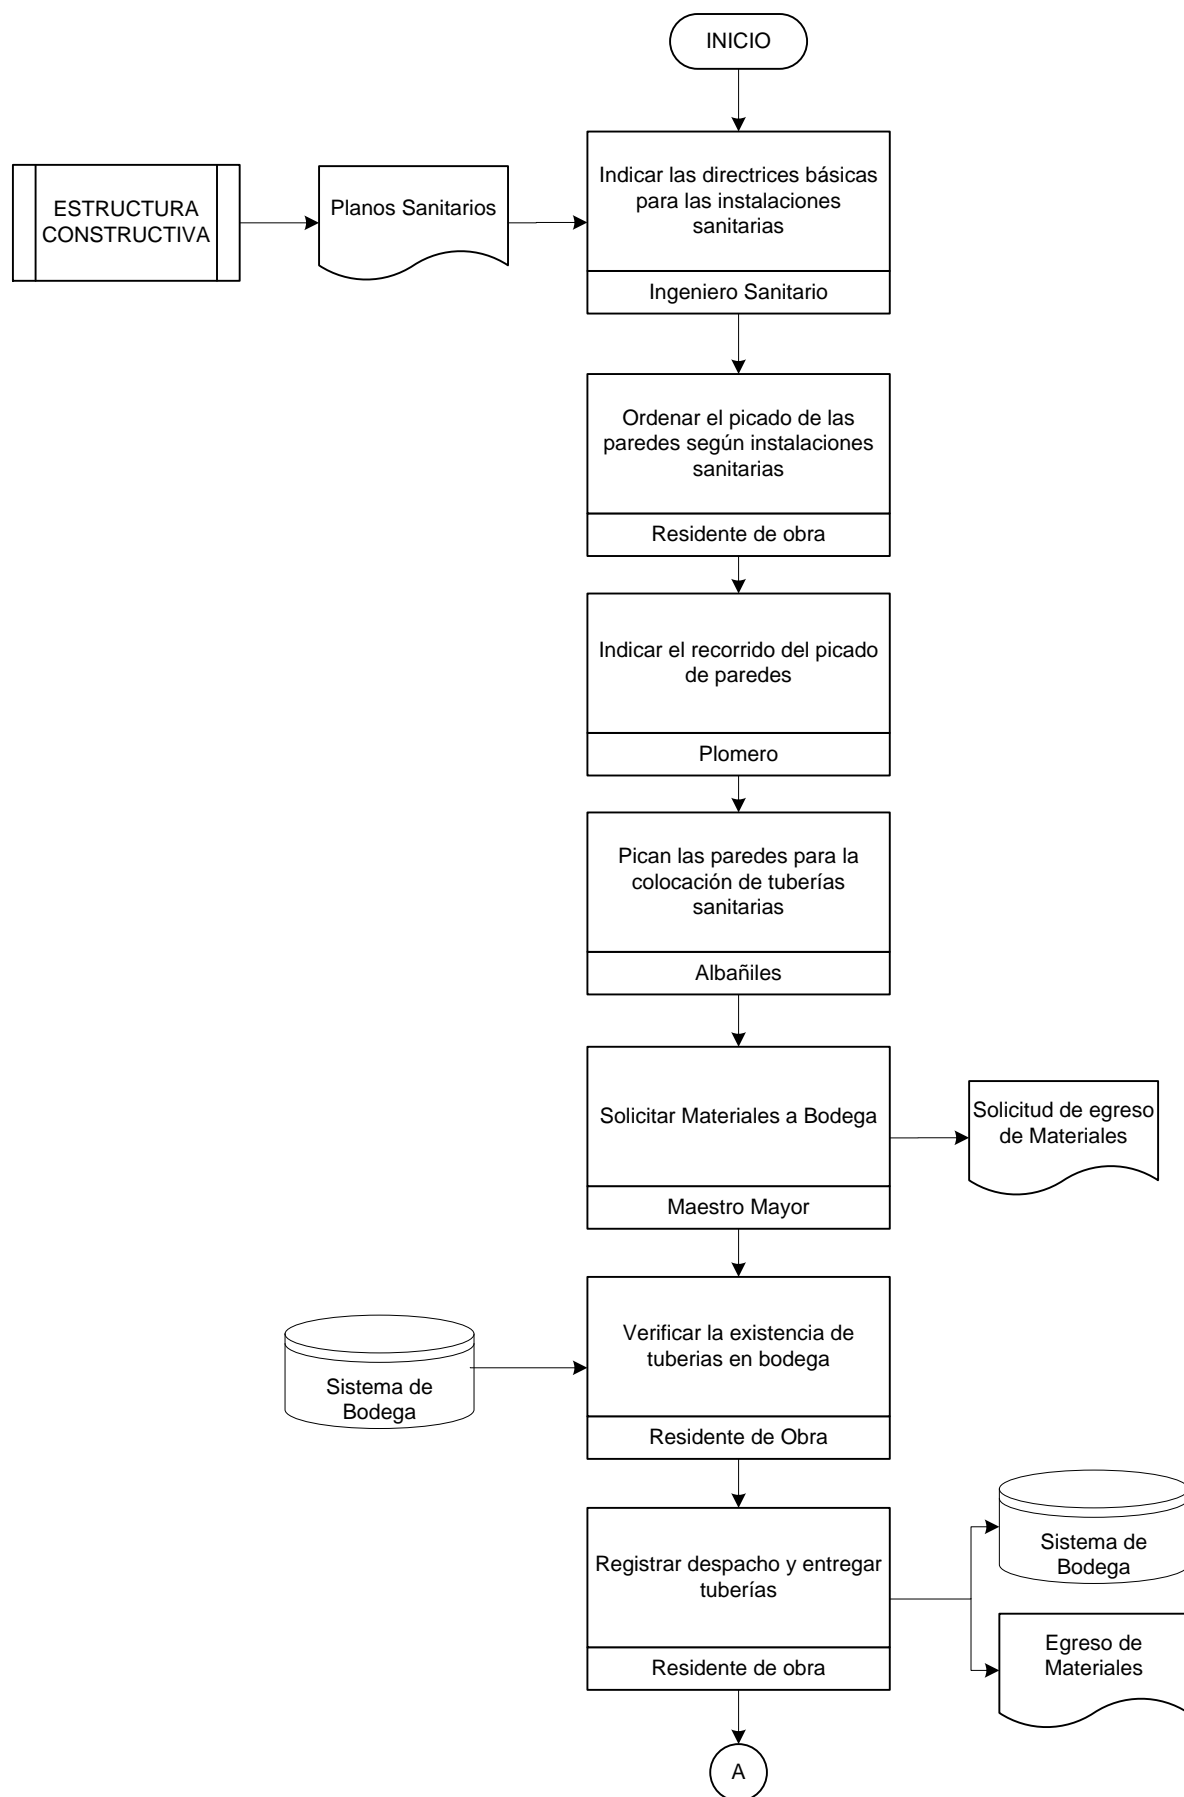 INICIO
ESTRUCTURA
CONSTRUCTIVA
Planos Sanitarios
Indicar las directrices básicas
para las instalaciones
sanitarias
Ingeniero Sanitario
Ordenar el picado de las
paredes según instalaciones
sanitarias
Residente de obra
Indicar el recorrido del picado
de paredes
Plomero
Pican las paredes para la
colocación de tuberías
sanitarias
Albañiles
Solicitar Materiales a Bodega
Maestro Mayor
Solicitud de egreso
de Materiales
Sistema de
Bodega
Verificar la existencia de
tuberias en bodega
Residente de Obra
Registrar despacho y entregar
tuberías
Residente de obra
Sistema de
Bodega
Egreso de
Materiales
A